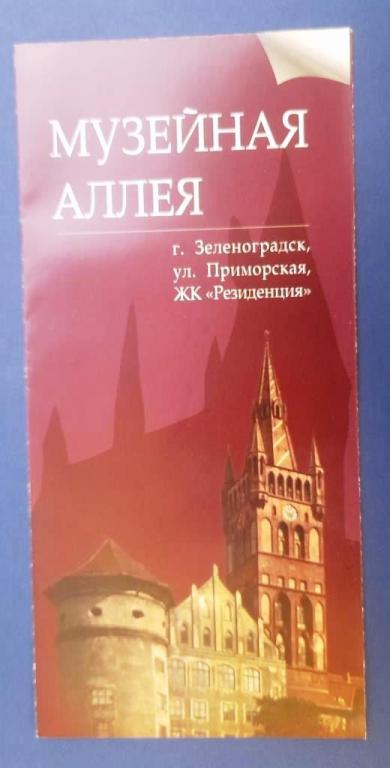 МУЗЕЙНАЯ
АЛЛЕЯ
г. Зеленоградск,
ул. Приморская,
ЖК «Резиденция»